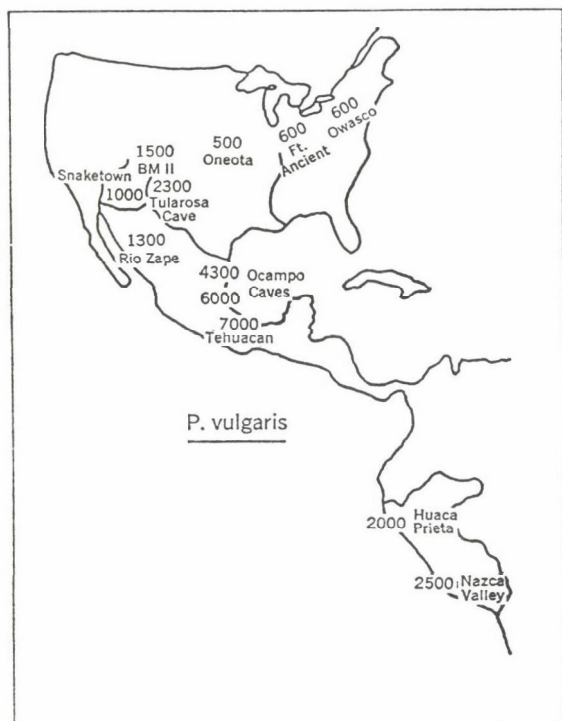 600
Owasco
600
Ft.
Ancient
500
Oneota
1500
BM II
Snaketown
1000
2300
Tularosa
Cave
1300
Rio Zape
4300 Ocampo
6000 Caves
7000
Tehuacan
P. vulgaris
2000 Huaca
Prieta
2500 Nazca
Valley